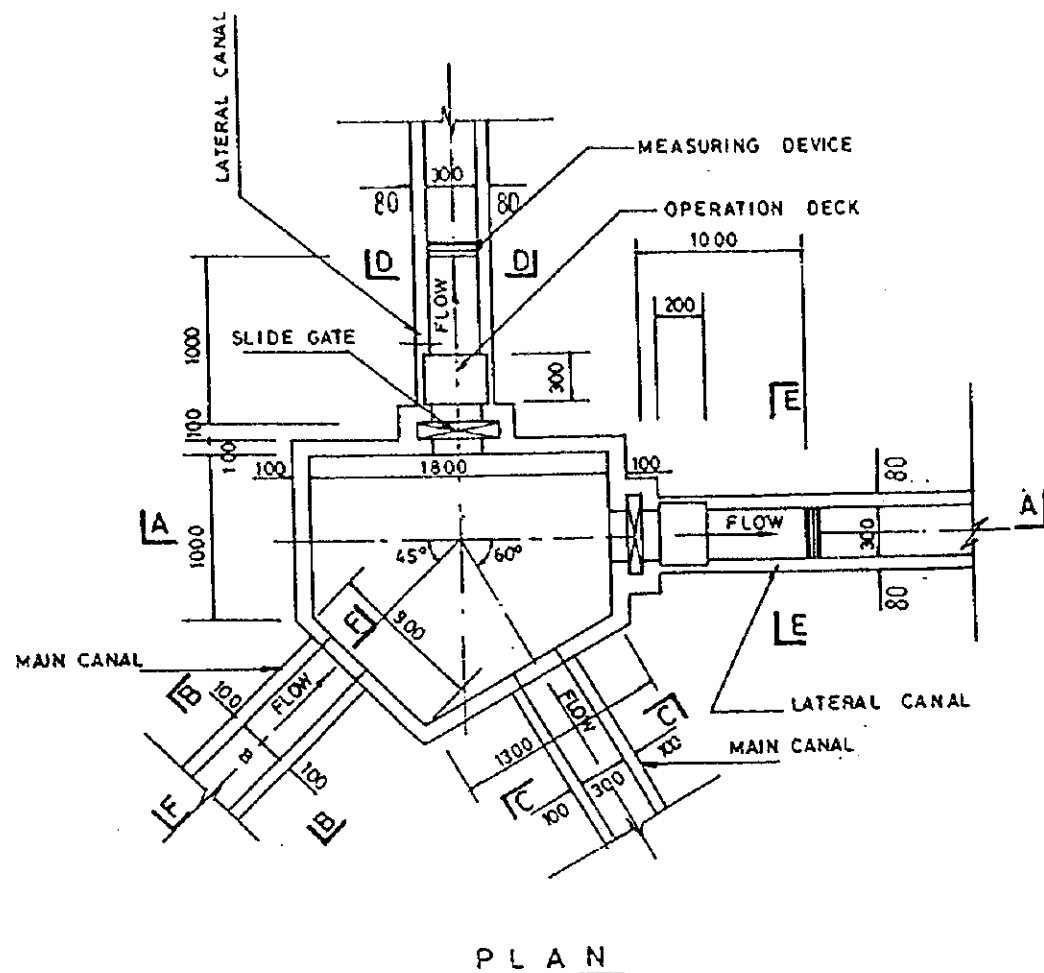 LATERAL CANAL
MEASURING DEVICE
300
80
80
OPERATION DECK
1000
D
D
200
FLOW
SLIDE GATE
1000
300
E
100
100
100
1800
100
80
A
FLOW
A
1000
45°
60°
300
F
900
80
E
MAIN CANAL
B
100
FLOW
FLOW
LATERAL CANAL
C
1300
100
MAIN CANAL
100
C
300
100
F
B
PLAN